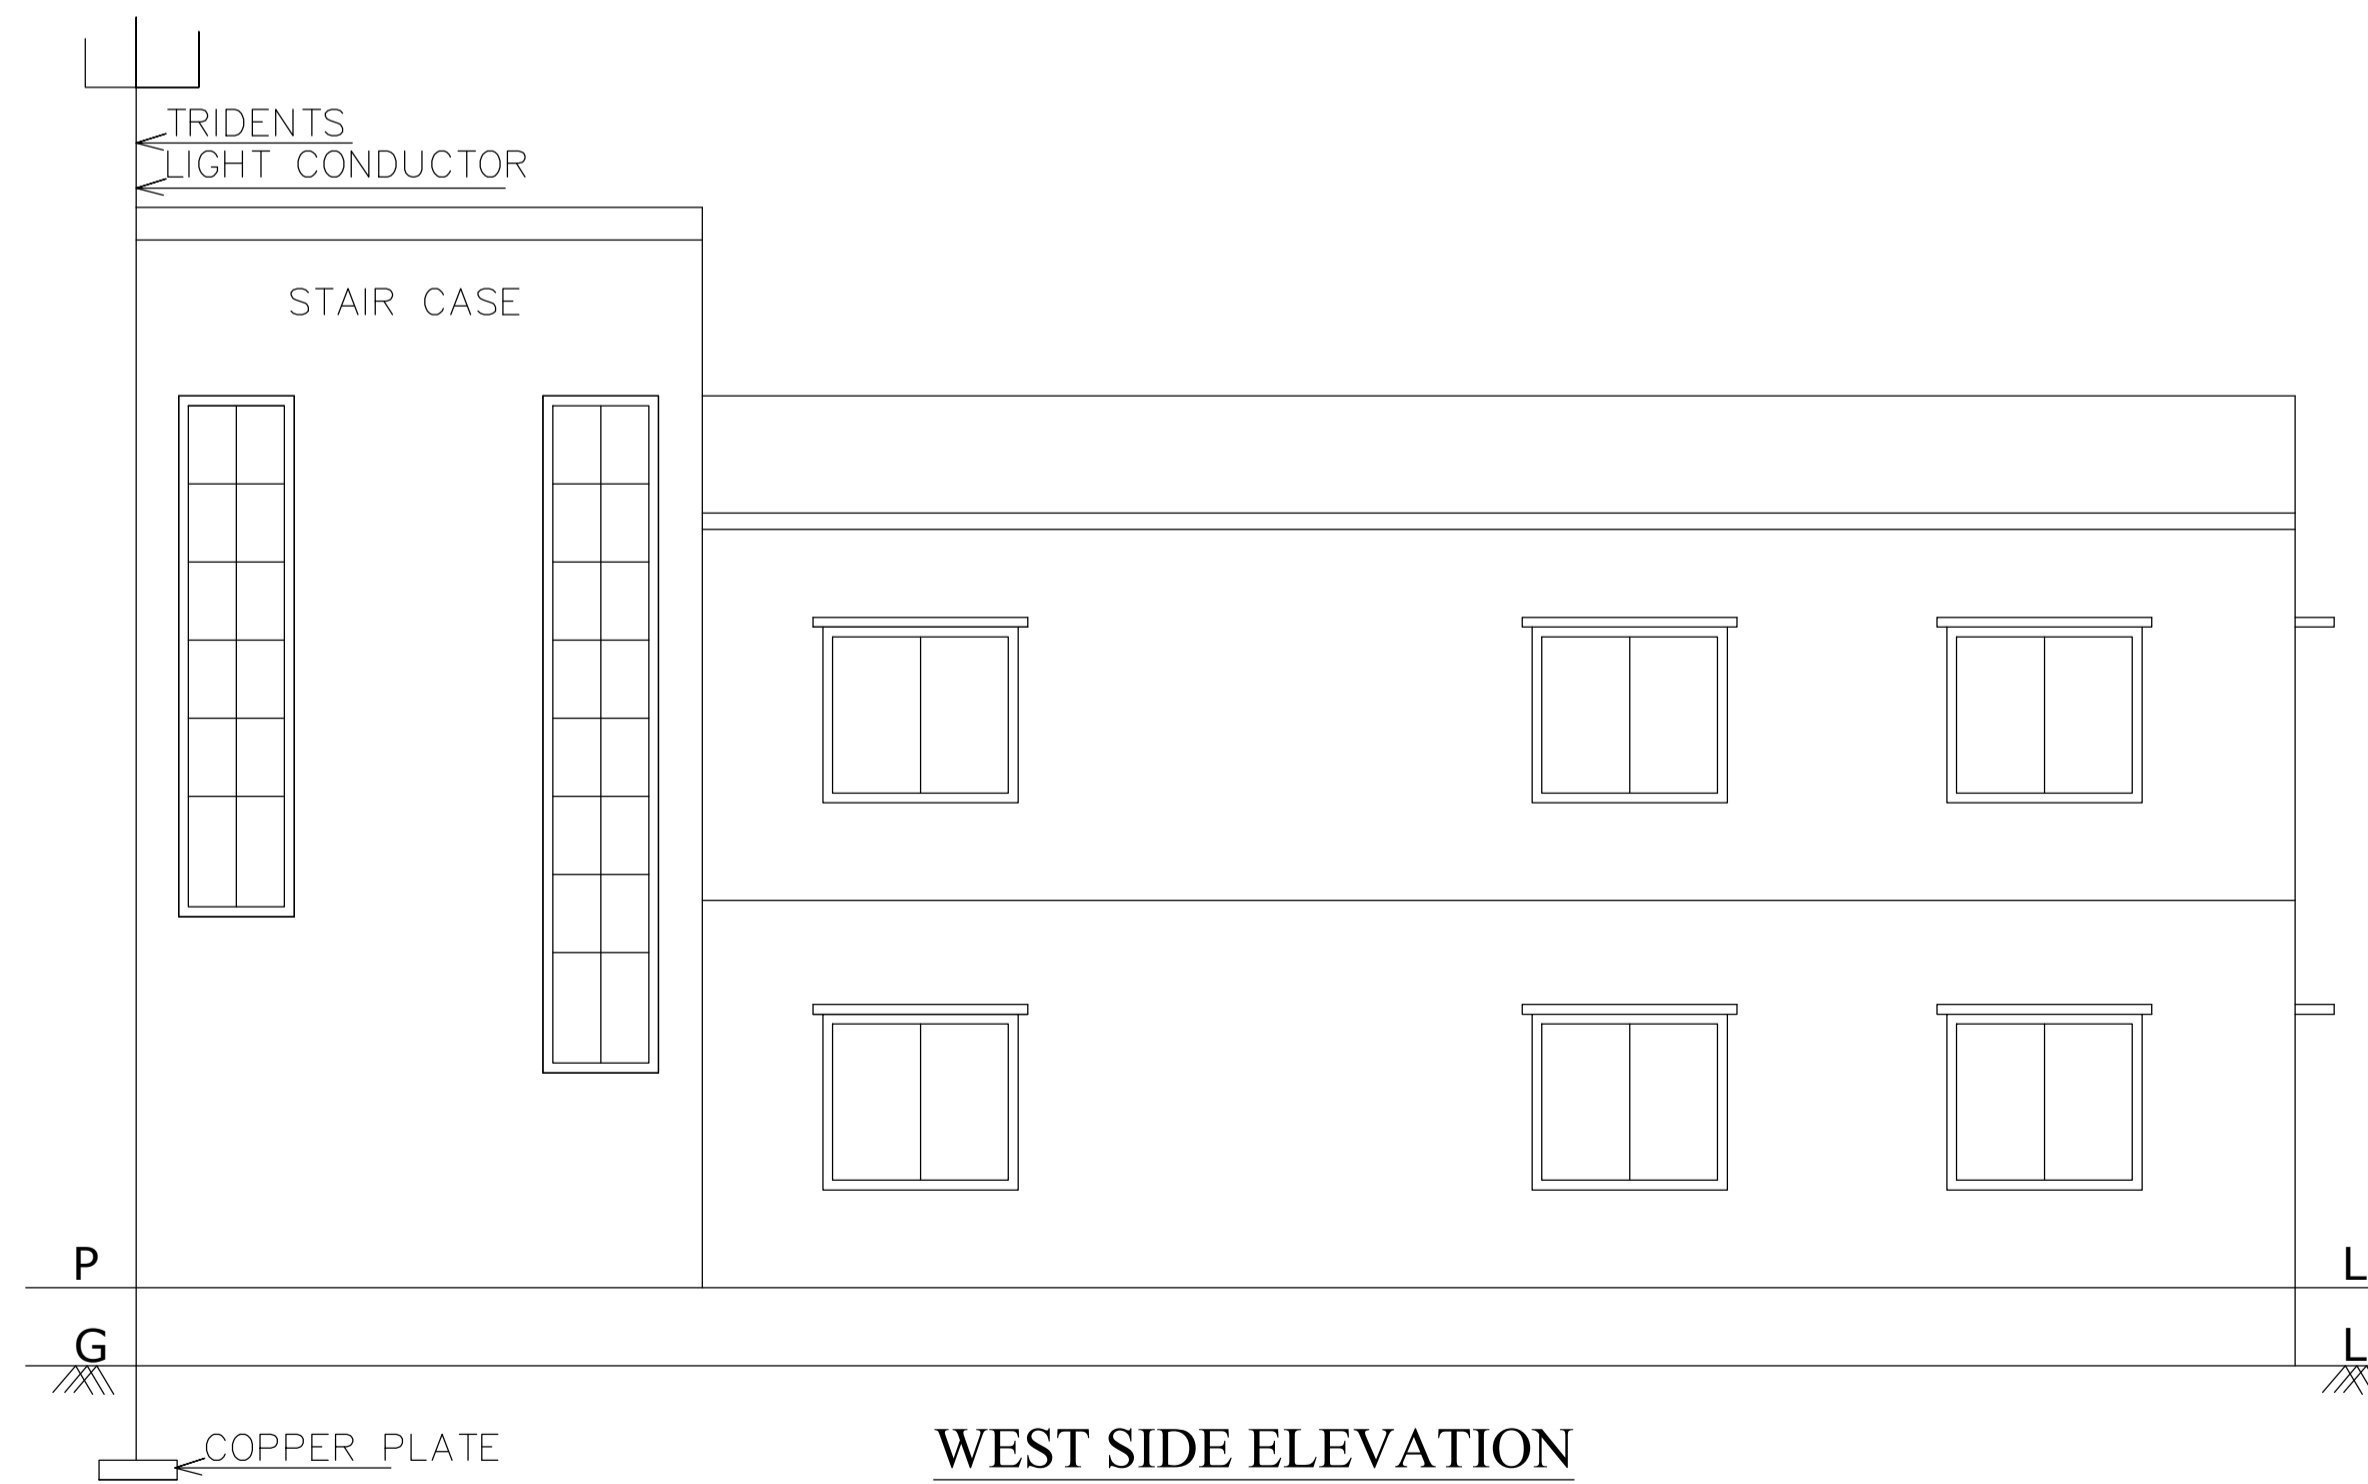 TRIDENTS
LIGHT CONDUCTOR
STAIR CASE
P L
G L
COPPER PLATE
WEST SIDE ELEVATION